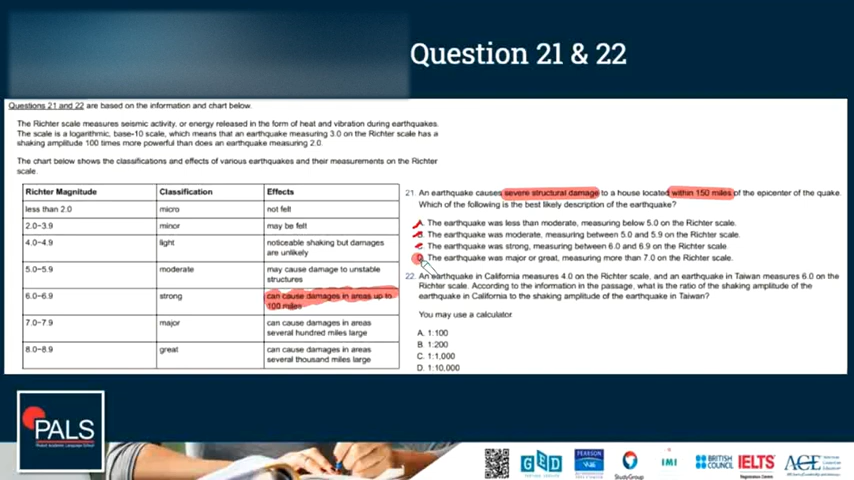 Question 21 & 22
Questions 21 and 22 are based on the information and chart below.
The Richter scale measures seismic activity, or energy released in the form of heat and vibration during earthquakes.
The scale is a logarithmic, base-10 scale, which means that an earthquake measuring 3.0 on the Richter scale has a
shaking amplitude 100 times more powerful than does an earthquake measuring 2.0.
The chart below shows the classifications and effects of various earthquakes and their measurements on the Richter
scale.
Richter Magnitude Classification Effects
less than 2.0 micro not felt
2.0–3.9 minor may be felt
4.0–4.9 light noticeable shaking but damages
are unlikely
5.0–5.9 moderate may cause damage to unstable
structures
6.0–6.9 strong can cause damages in areas up to
100 miles
7.0–7.9 major can cause damages in areas
several hundred miles large
8.0–8.9 great can cause damages in areas
several thousand miles large
21. An earthquake causes severe structural damage to a house located within 150 miles of the epicenter of the quake.
Which of the following is the best likely description of the earthquake?
A. The earthquake was less than moderate, measuring below 5.0 on the Richter scale.
B. The earthquake was moderate, measuring between 5.0 and 5.9 on the Richter scale.
C. The earthquake was strong, measuring between 6.0 and 6.9 on the Richter scale.
D. The earthquake was major or great, measuring more than 7.0 on the Richter scale.
22. An earthquake in California measures 4.0 on the Richter scale, and an earthquake in Taiwan measures 6.0 on the
Richter scale. According to the information in the passage, what is the ratio of the shaking amplitude of the
earthquake in California to the shaking amplitude of the earthquake in Taiwan?
You may use a calculator
A. 1:100
B. 1:200
C. 1:1,000
D. 1:10,000
PALS
GED
PEARSON
VUE
StudyGroup
IMI
BRITISH
COUNCIL
IELTS
ACE